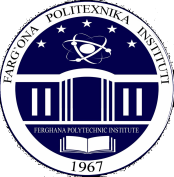 FARG'ONA POLITEXNIKA INSTITUTI
FERGHANA POLYTECHNIC INSTITUTE
1967